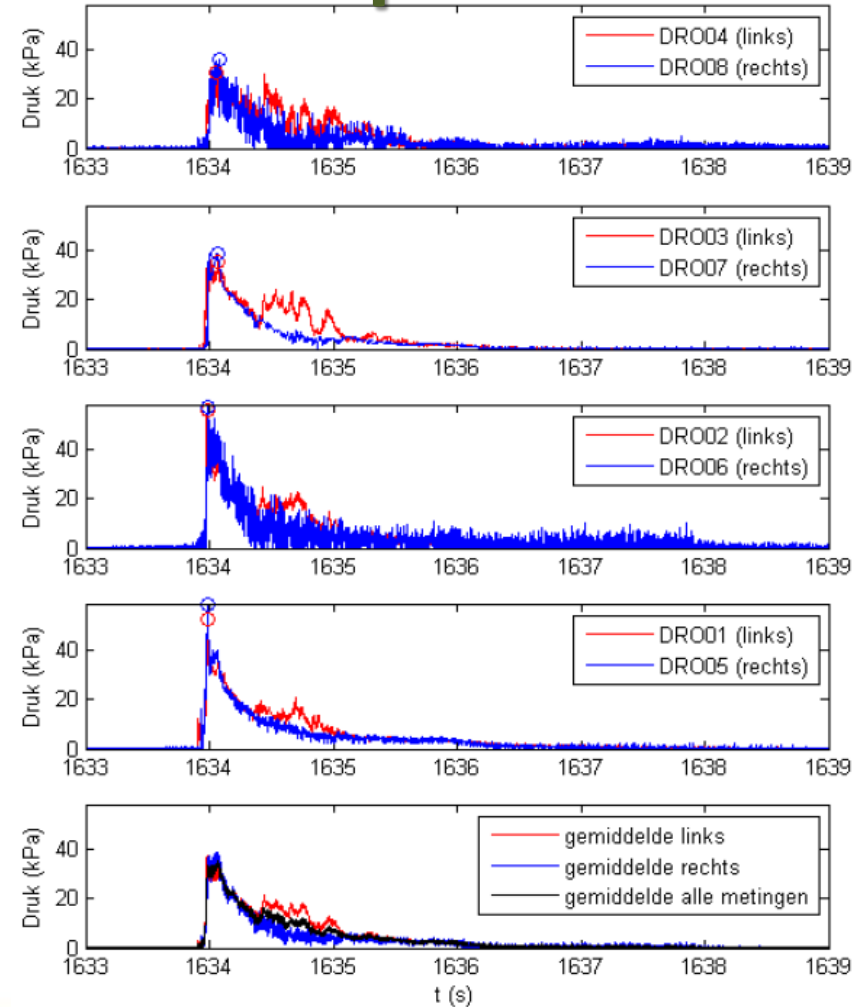 Druk (kPa)
40
20
0
DRO04 (links)
DRO08 (rechts)
1633 1634 1635 1636 1637 1638 1639
Druk (kPa)
40
20
0
DRO03 (links)
DRO07 (rechts)
1633 1634 1635 1636 1637 1638 1639
Druk (kPa)
40
20
0
DRO02 (links)
DRO06 (rechts)
1633 1634 1635 1636 1637 1638 1639
Druk (kPa)
40
20
0
DRO01 (links)
DRO05 (rechts)
1633 1634 1635 1636 1637 1638 1639
Druk (kPa)
40
20
0
gemiddelde links
gemiddelde rechts
gemiddelde alle metingen
1633 1634 1635 1636 1637 1638 1639
t (s)